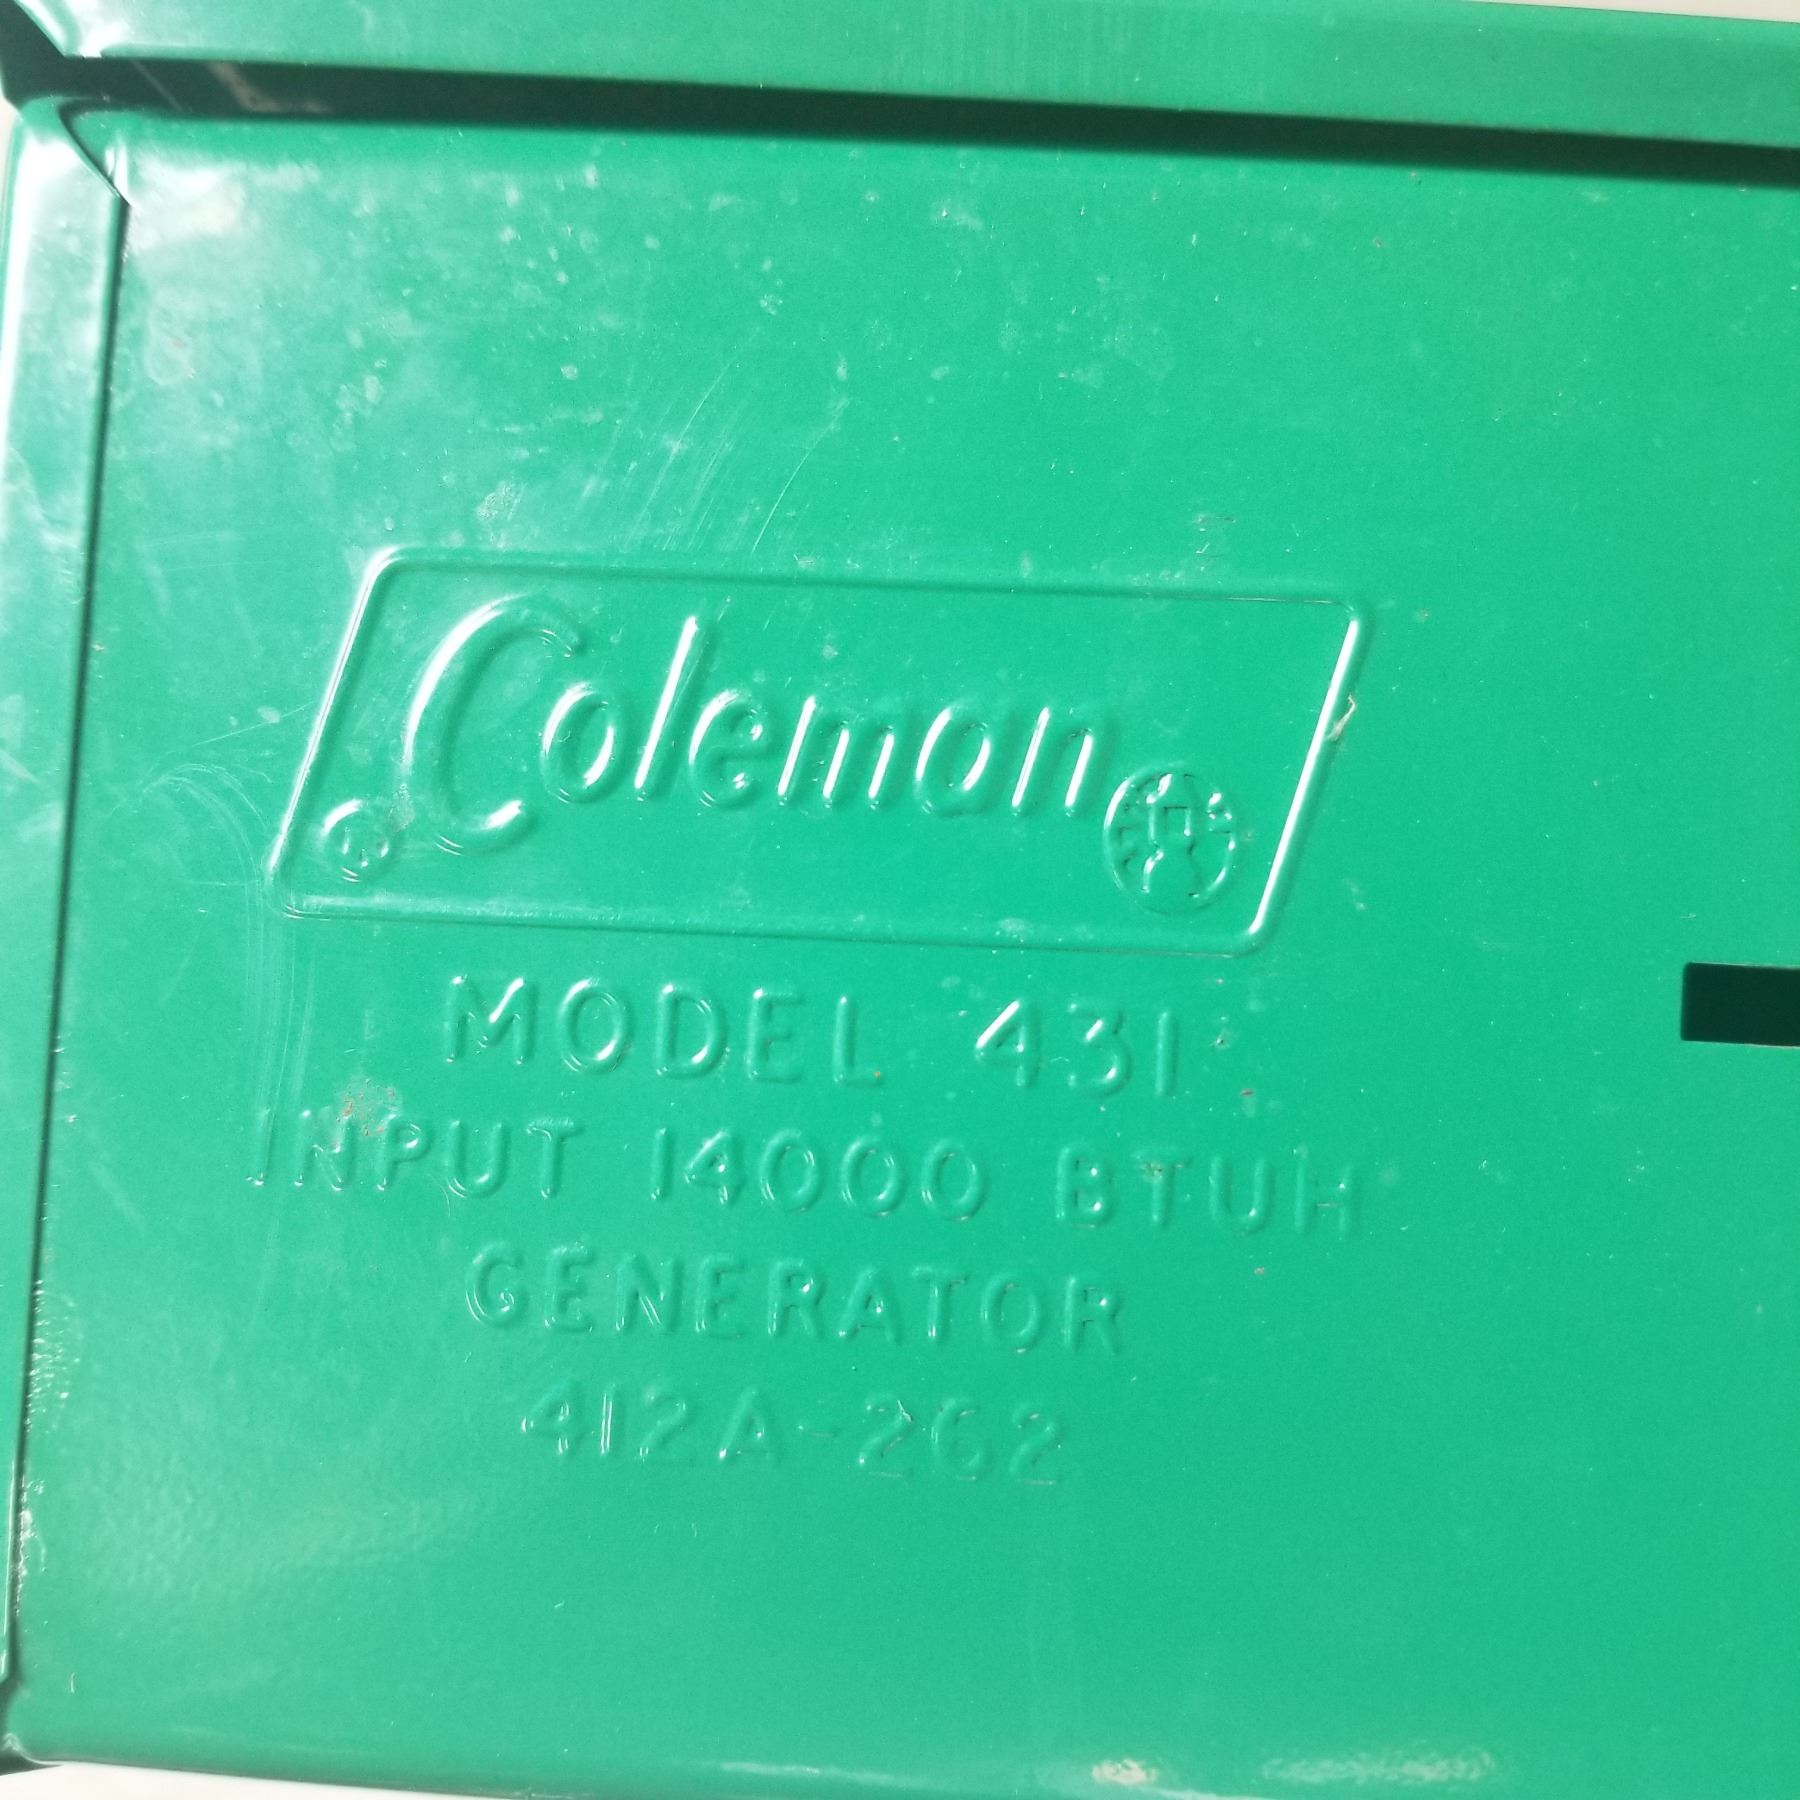 Coleman
MODEL 431
INPUT 14000 BTUH
GENERATOR
412A-262